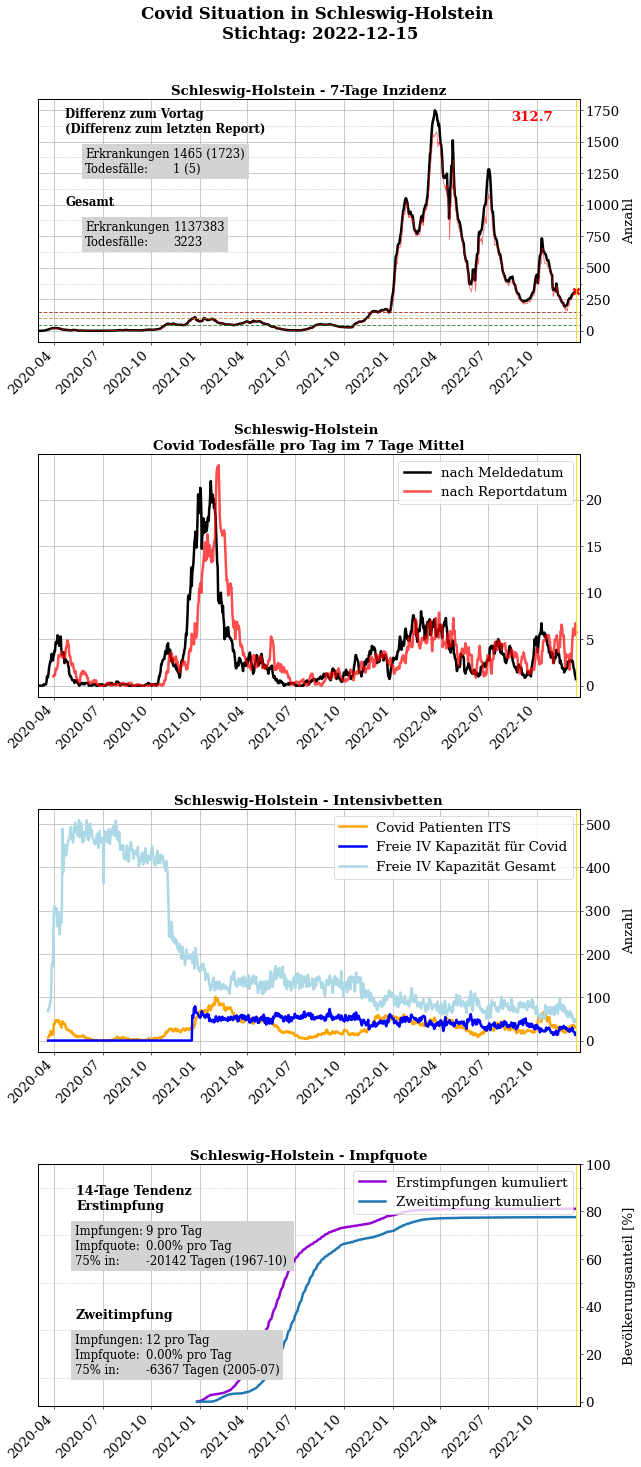 Covid Situation in Schleswig-Holstein
Stichtag: 2022-12-15
Schleswig-Holstein - 7-Tage Inzidenz
Differenz zum Vortag
(Differenz zum letzten Report)
Erkrankungen 1465 (1723)
Todesfälle: 1 (5)
Gesamt
Erkrankungen 1137383
Todesfälle: 3223
312.7
1750
1500
1250
1000
750
500
250
0
Anzahl
2020-04
2020-07
2020-10
2021-01
2021-04
2021-07
2021-10
2022-01
2022-04
2022-07
2022-10
Schleswig-Holstein
Covid Todesfälle pro Tag im 7 Tage Mittel
nach Meldedatum
nach Reportdatum
20
15
10
5
0
2020-04
2020-07
2020-10
2021-01
2021-04
2021-07
2021-10
2022-01
2022-04
2022-07
2022-10
Schleswig-Holstein - Intensivbetten
Covid Patienten ITS
Freie IV Kapazität für Covid
Freie IV Kapazität Gesamt
500
400
300
200
100
0
Anzahl
2020-04
2020-07
2020-10
2021-01
2021-04
2021-07
2021-10
2022-01
2022-04
2022-07
2022-10
Schleswig-Holstein - Impfquote
14-Tage Tendenz
Erstimpfung
Impfungen: 9 pro Tag
Impfquote: 0.00% pro Tag
75% in: -20142 Tagen (1967-10)
Zweitimpfung
Impfungen: 12 pro Tag
Impfquote: 0.00% pro Tag
75% in: -6367 Tagen (2005-07)
Erstimpfungen kumuliert
Zweitimpfung kumuliert
100
80
60
40
20
0
Bevölkerungsanteil [%]
2020-04
2020-07
2020-10
2021-01
2021-04
2021-07
2021-10
2022-01
2022-04
2022-07
2022-10